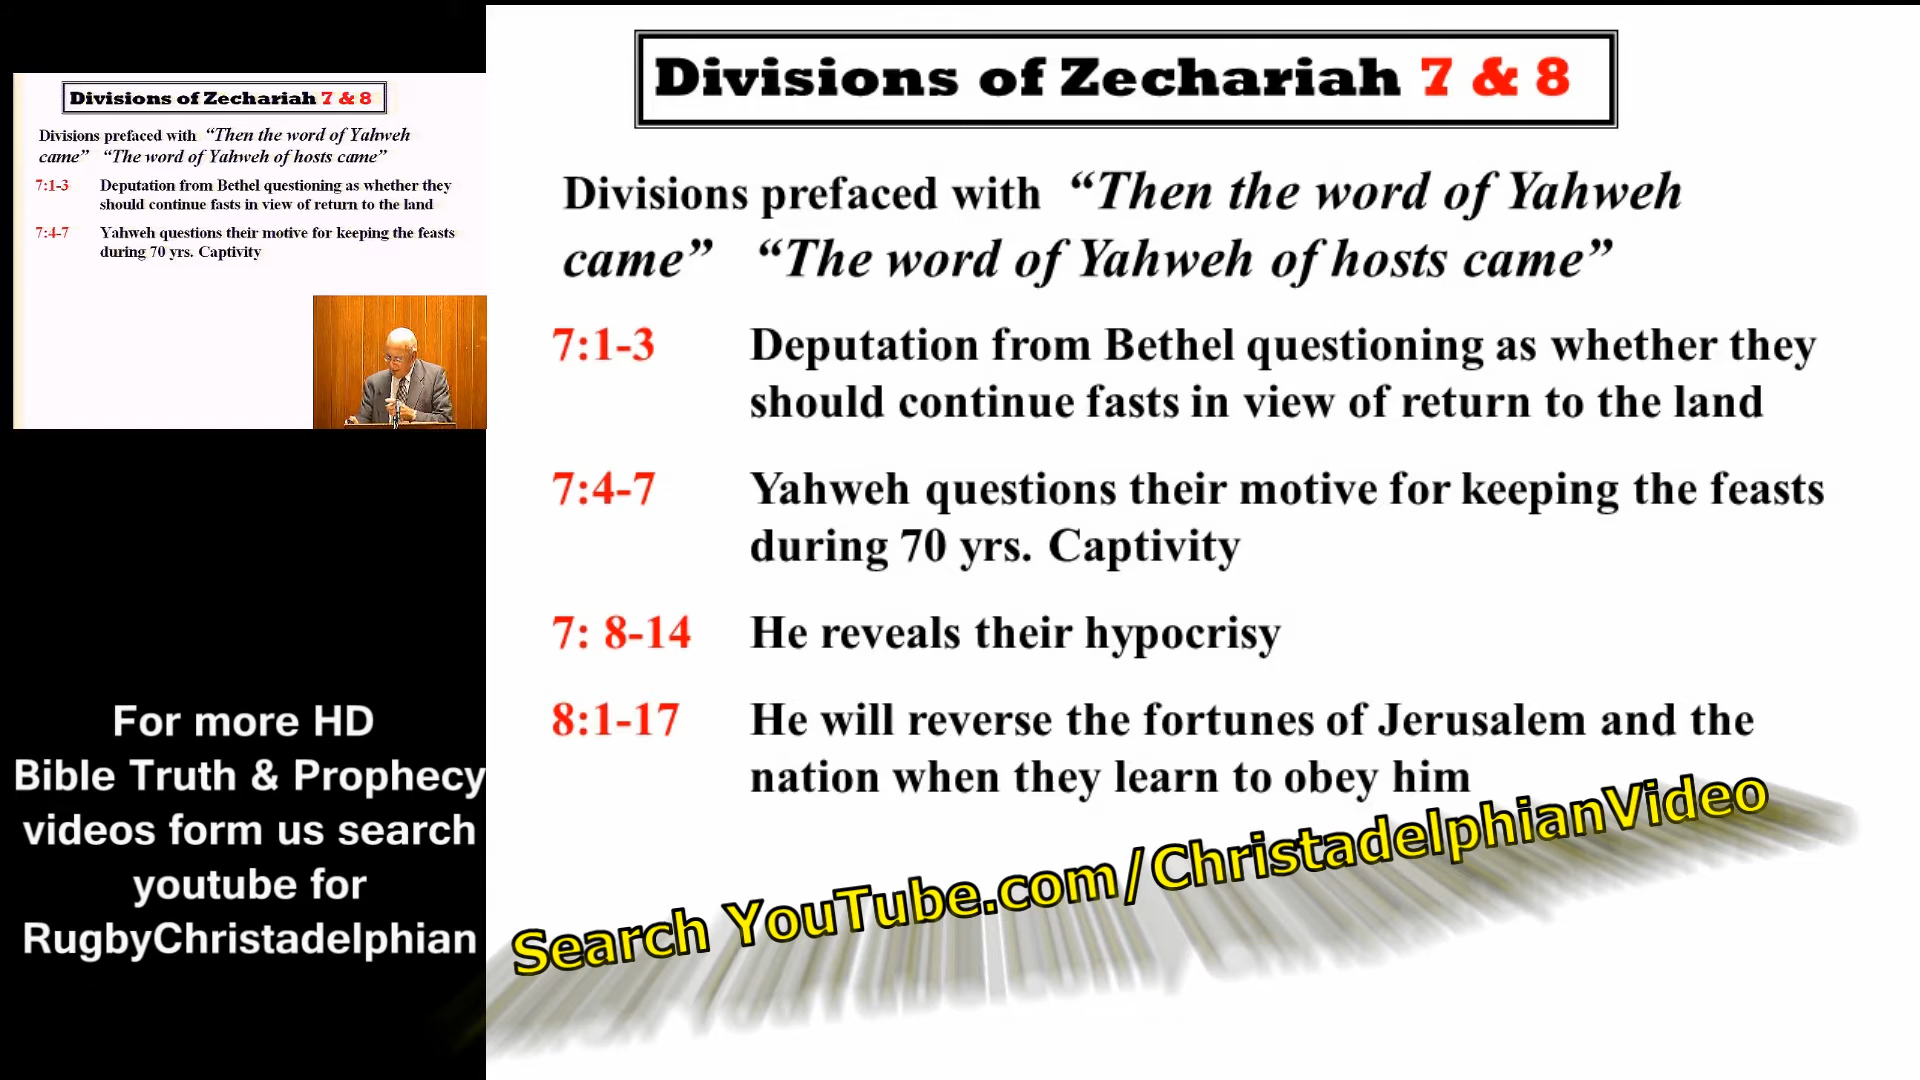 Divisions of Zechariah 7 & 8
Divisions prefaced with “Then the word of Yahweh
came” “The word of Yahweh of hosts came”
7:1-3 Deputation from Bethel questioning as whether they
should continue fasts in view of return to the land
7:4-7 Yahweh questions their motive for keeping the feasts
during 70 yrs. Captivity
For more HD
Bible Truth & Prophecy
videos form us search
youtube for
RugbyChristadelphian
Divisions of Zechariah 7 & 8
Divisions prefaced with “Then the word of Yahweh
came” “The word of Yahweh of hosts came”
7:1-3 Deputation from Bethel questioning as whether they
should continue fasts in view of return to the land
7:4-7 Yahweh questions their motive for keeping the feasts
during 70 yrs. Captivity
7: 8-14 He reveals their hypocrisy
8:1-17 He will reverse the fortunes of Jerusalem and the
nation when they learn to obey him
Search YouTube.com/ChristadelphianVideo